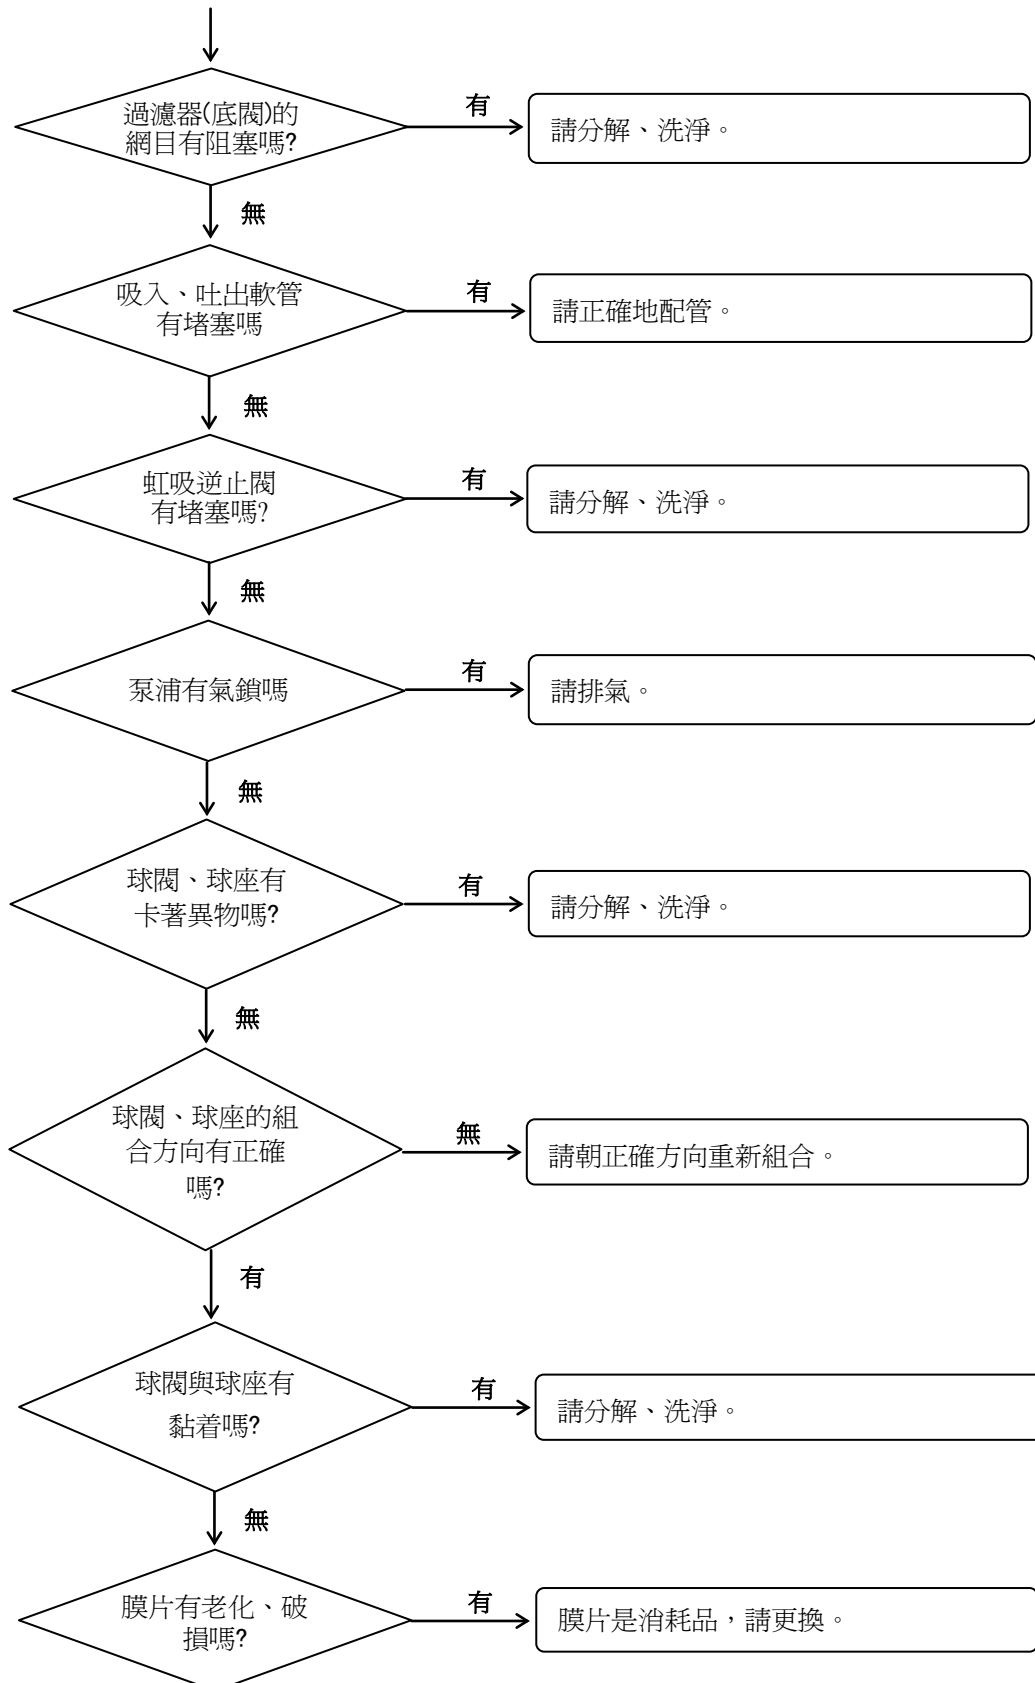 過濾器(底閥)的
網目有阻塞嗎?
有
請分解、洗淨。
無
吸入、吐出軟管
有堵塞嗎
有
請正確地配管。
無
虹吸逆止閥
有堵塞嗎?
有
請分解、洗淨。
無
泵浦有氣鎖嗎
有
請排氣。
無
球閥、球座有
卡著異物嗎?
有
請分解、洗淨。
無
球閥、球座的組
合方向有正確
嗎?
無
請朝正確方向重新組合。
有
球閥與球座有
黏着嗎?
有
請分解、洗淨。
無
膜片有老化、破
損嗎?
有
膜片是消耗品，請更換。